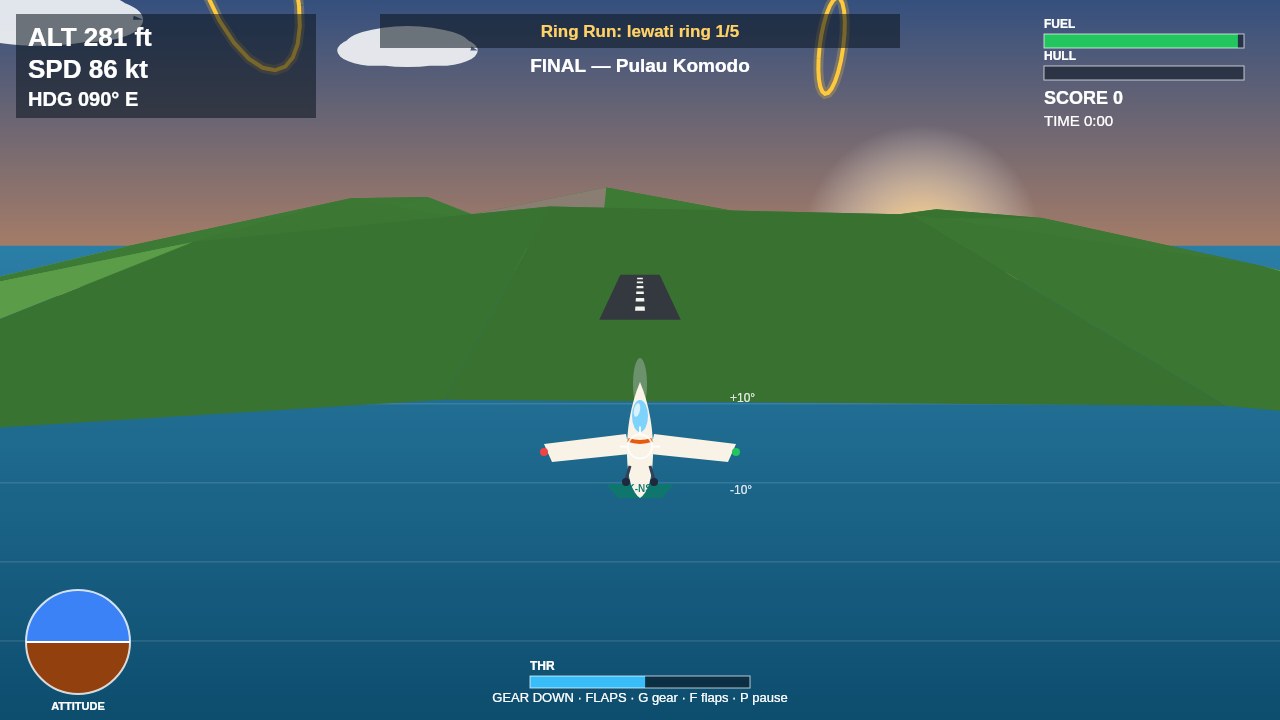 ALT 281 ft
SPD 86 kt
HDG 090° E
Ring Run: lewati ring 1/5
FINAL — Pulau Komodo
FUEL
HULL
SCORE 0
TIME 0:00
+10°
-10°
ATTITUDE
THR
GEAR DOWN · FLAPS · G gear · F flaps · P pause